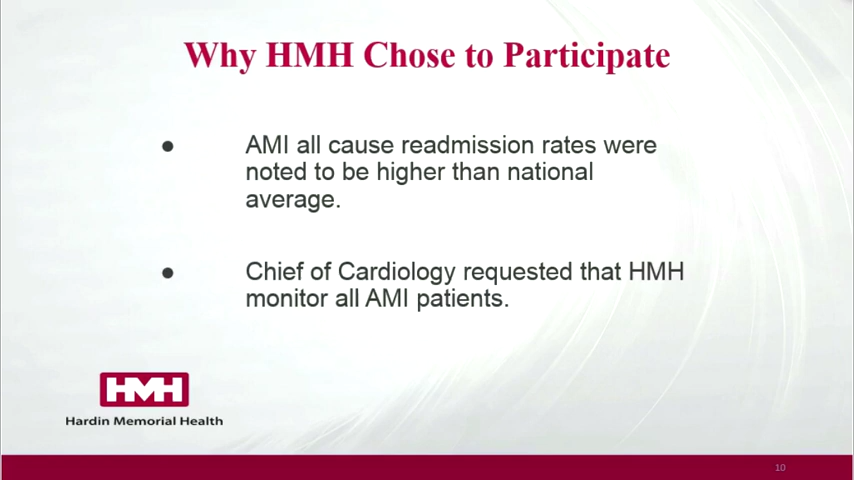 Why HMH Chose to Participate
● AMI all cause readmission rates were
noted to be higher than national
average.
● Chief of Cardiology requested that HMH
monitor all AMI patients.
HMH
Hardin Memorial Health
10